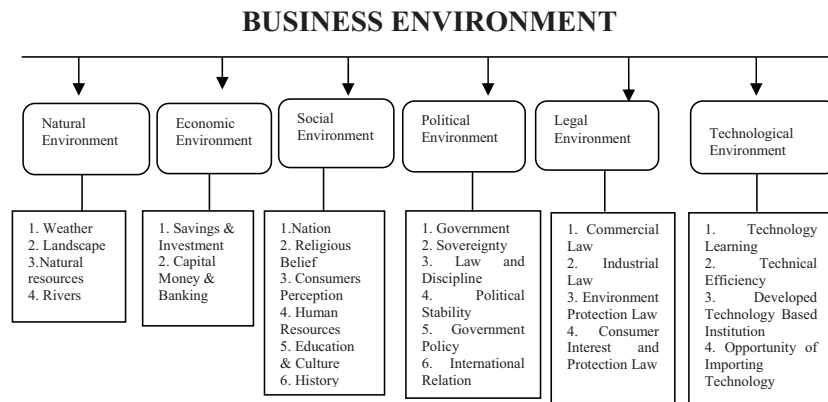 BUSINESS ENVIRONMENT
Natural
Environment
Economic
Environment
Social
Environment
Political
Environment
Legal
Environment
Technological
Environment
1. Weather
2. Landscape
3.Natural
resources
4. Rivers
1. Savings &
Investment
2. Capital
Money &
Banking
1.Nation
2. Religious
Belief
3. Consumers
Perception
4. Human
Resources
5. Education
& Culture
6. History
1. Government
2. Sovereignty
3. Law and
Discipline
4. Political
Stability
5. Government
Policy
6. International
Relation
1. Commercial
Law
2. Industrial
Law
3. Environment
Protection Law
4. Consumer
Interest and
Protection Law
1. Technology
Learning
2. Technical
Efficiency
3. Developed
Technology Based
Institution
4. Opportunity of
Importing
Technology